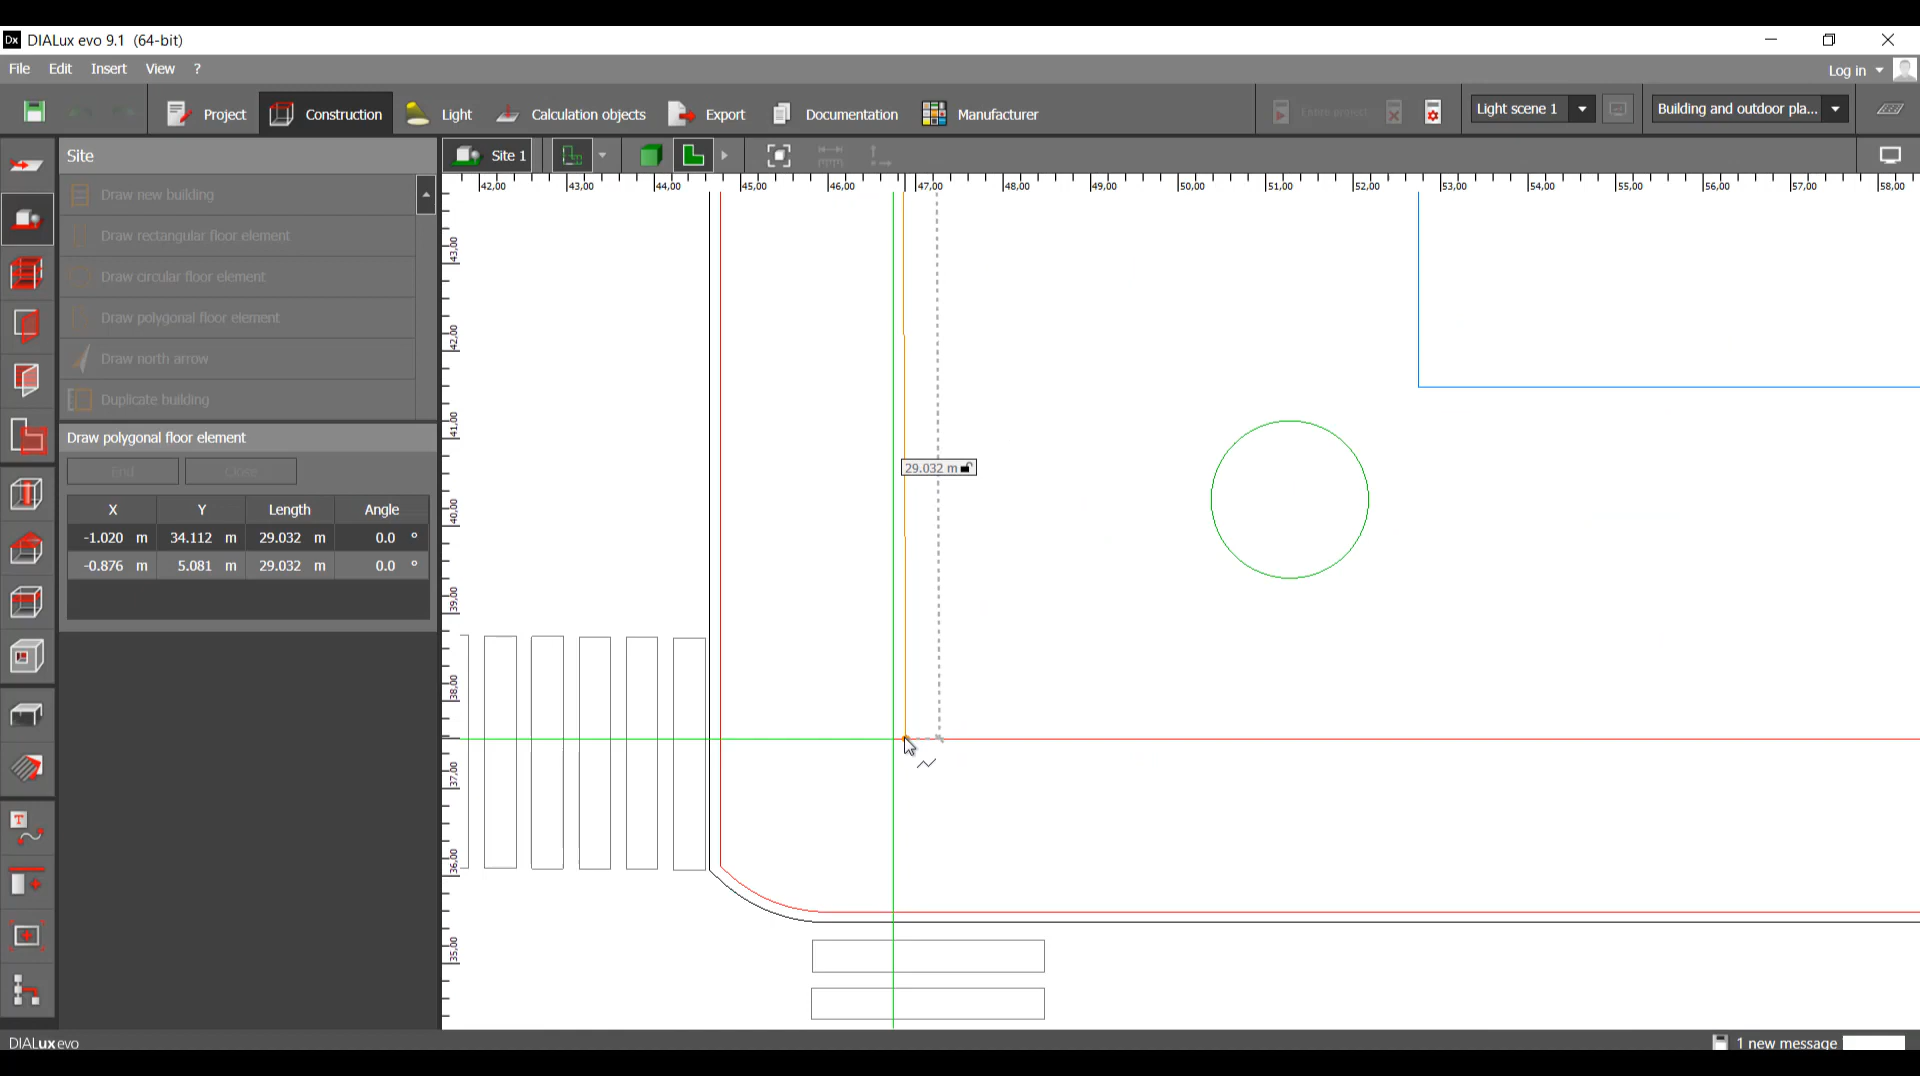 Dx DIALux evo 9.1 (64-bit)
File Edit Insert View ?
Log in
Project Construction Light Calculation objects Export Documentation Manufacturer Entire project Light scene 1 Building and outdoor pla...
Site
Site 1
42,00 43,00 44,00 45,00 46,00 47,00 48,00 49,00 50,00 51,00 52,00 53,00 54,00 55,00 56,00 57,00 58,00
Draw new building
Draw rectangular floor element
Draw circular floor element
Draw polygonal floor element
Draw north arrow
Duplicate building
Draw polygonal floor element
End Close
X Y Length Angle
-1.020 m 34.112 m 29.032 m 0.0 °
-0.876 m 5.081 m 29.032 m 0.0 °
43,00
42,00
41,00
40,00
39,00
38,00
37,00
36,00
35,00
29.032 m
T
DIALux evo
1 new message